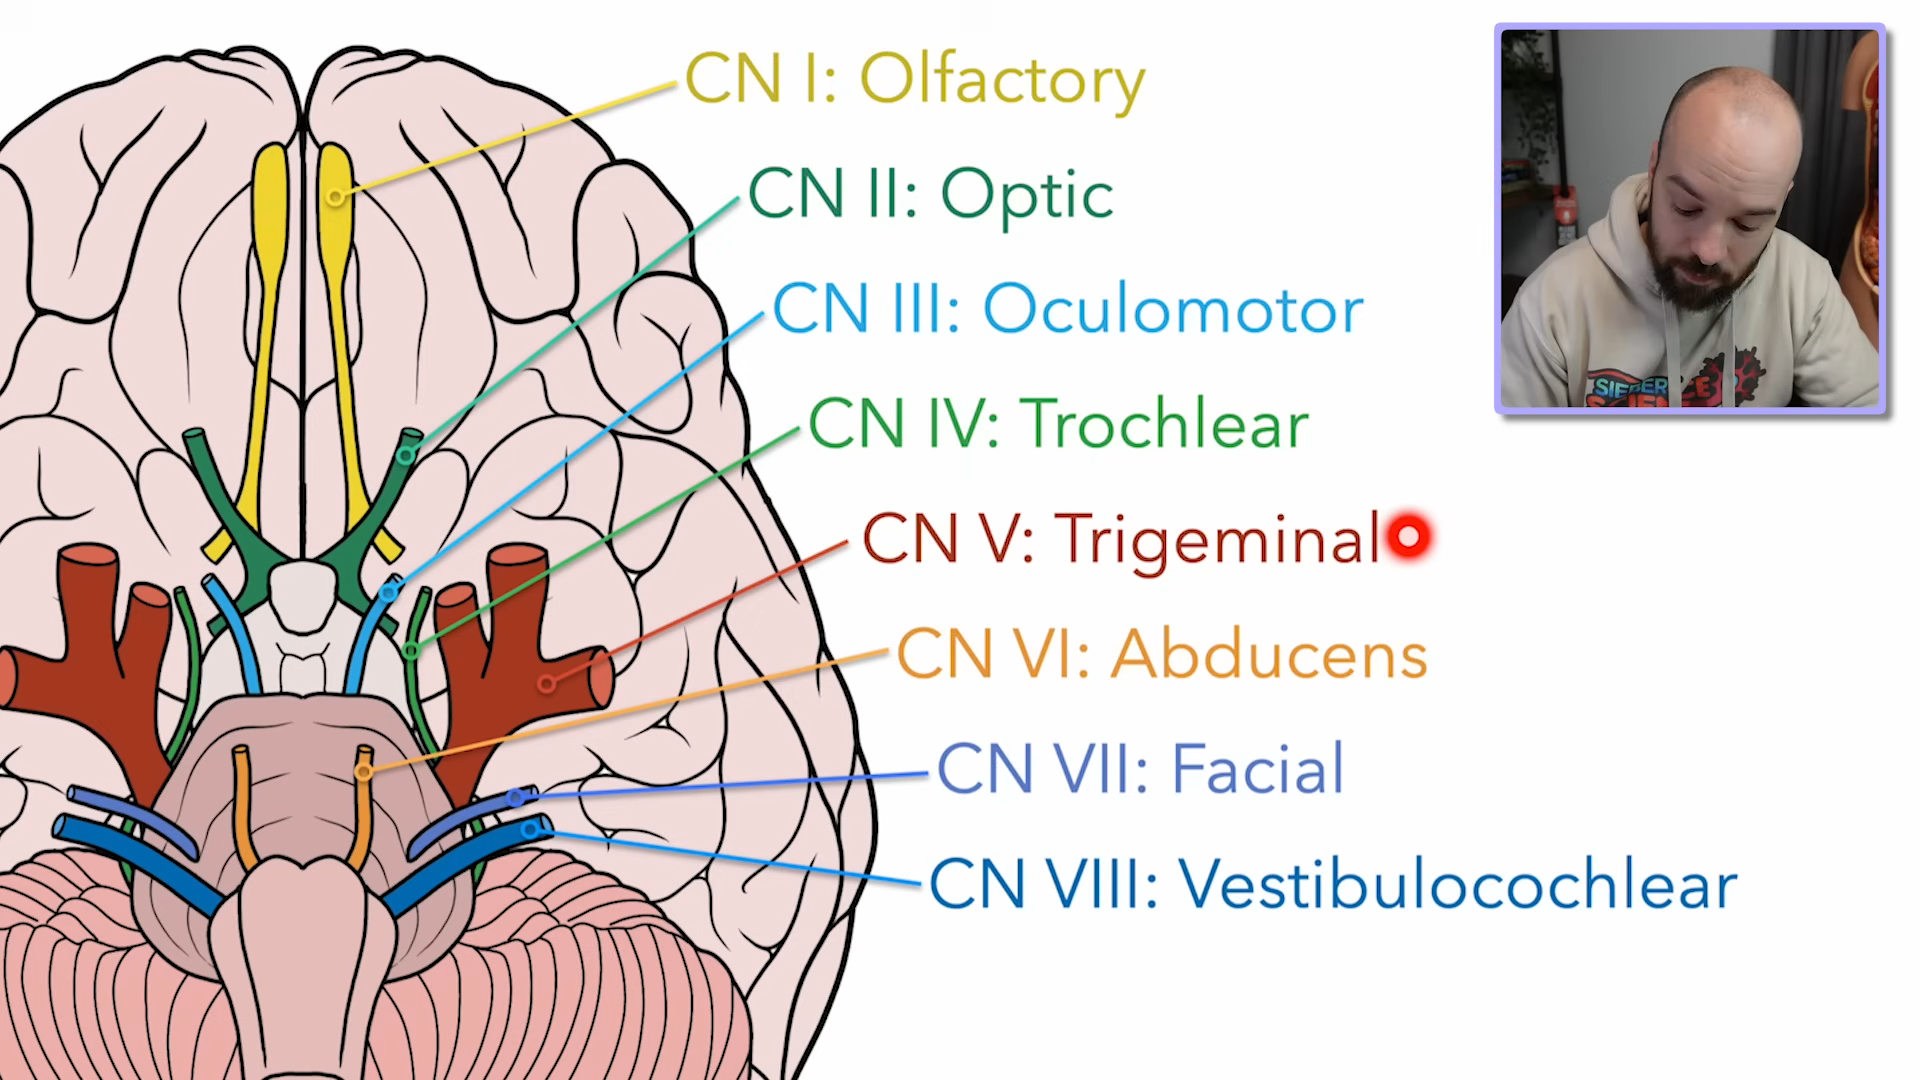 CN I: Olfactory
CN II: Optic
CN III: Oculomotor
CN IV: Trochlear
CN V: Trigeminal
CN VI: Abducens
CN VII: Facial
CN VIII: Vestibulocochlear